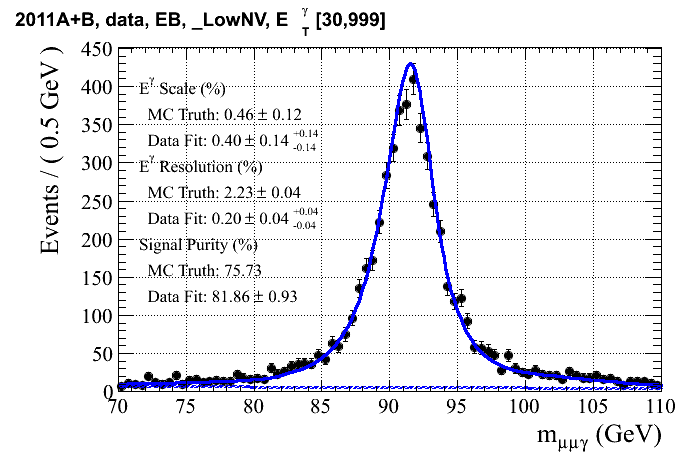 2011A+B, data, EB, _LowNV, E γ T [30,999]
Events / ( 0.5 GeV )
450
400
350
300
250
200
150
100
50
0
E^γ Scale (%)
MC Truth: 0.46 ± 0.12
Data Fit: 0.40 ± 0.14 +0.14 -0.14
E^γ Resolution (%)
MC Truth: 2.23 ± 0.04
Data Fit: 0.20 ± 0.04 +0.04 -0.04
Signal Purity (%)
MC Truth: 75.73
Data Fit: 81.86 ± 0.93
70 75 80 85 90 95 100 105 110
m_μμγ (GeV)